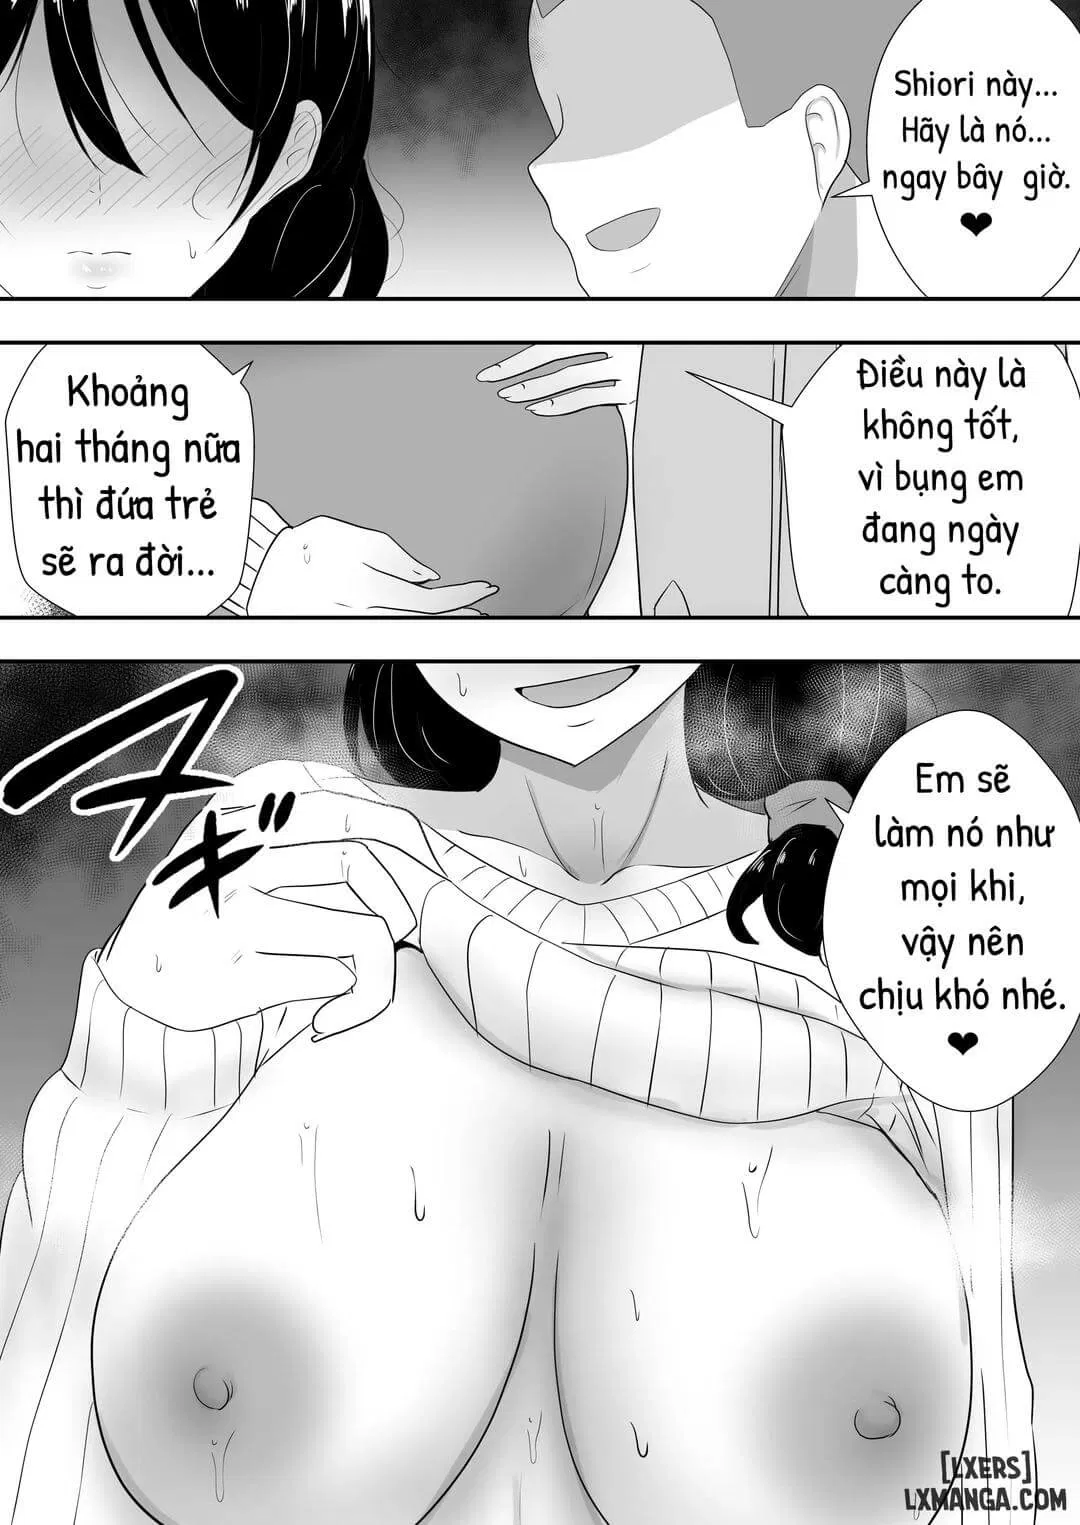 Shiori này...
Hãy là nó...
ngay bây giờ.
❤
Điều này là
không tốt,
vì bụng em
đang ngày
càng to.
Khoảng
hai tháng nữa
thì đứa trẻ
sẽ ra đời...
Em sẽ
làm nó như
mọi khi,
vậy nên
chịu khó nhé.
❤
[LXERS]
LXMANGA.COM